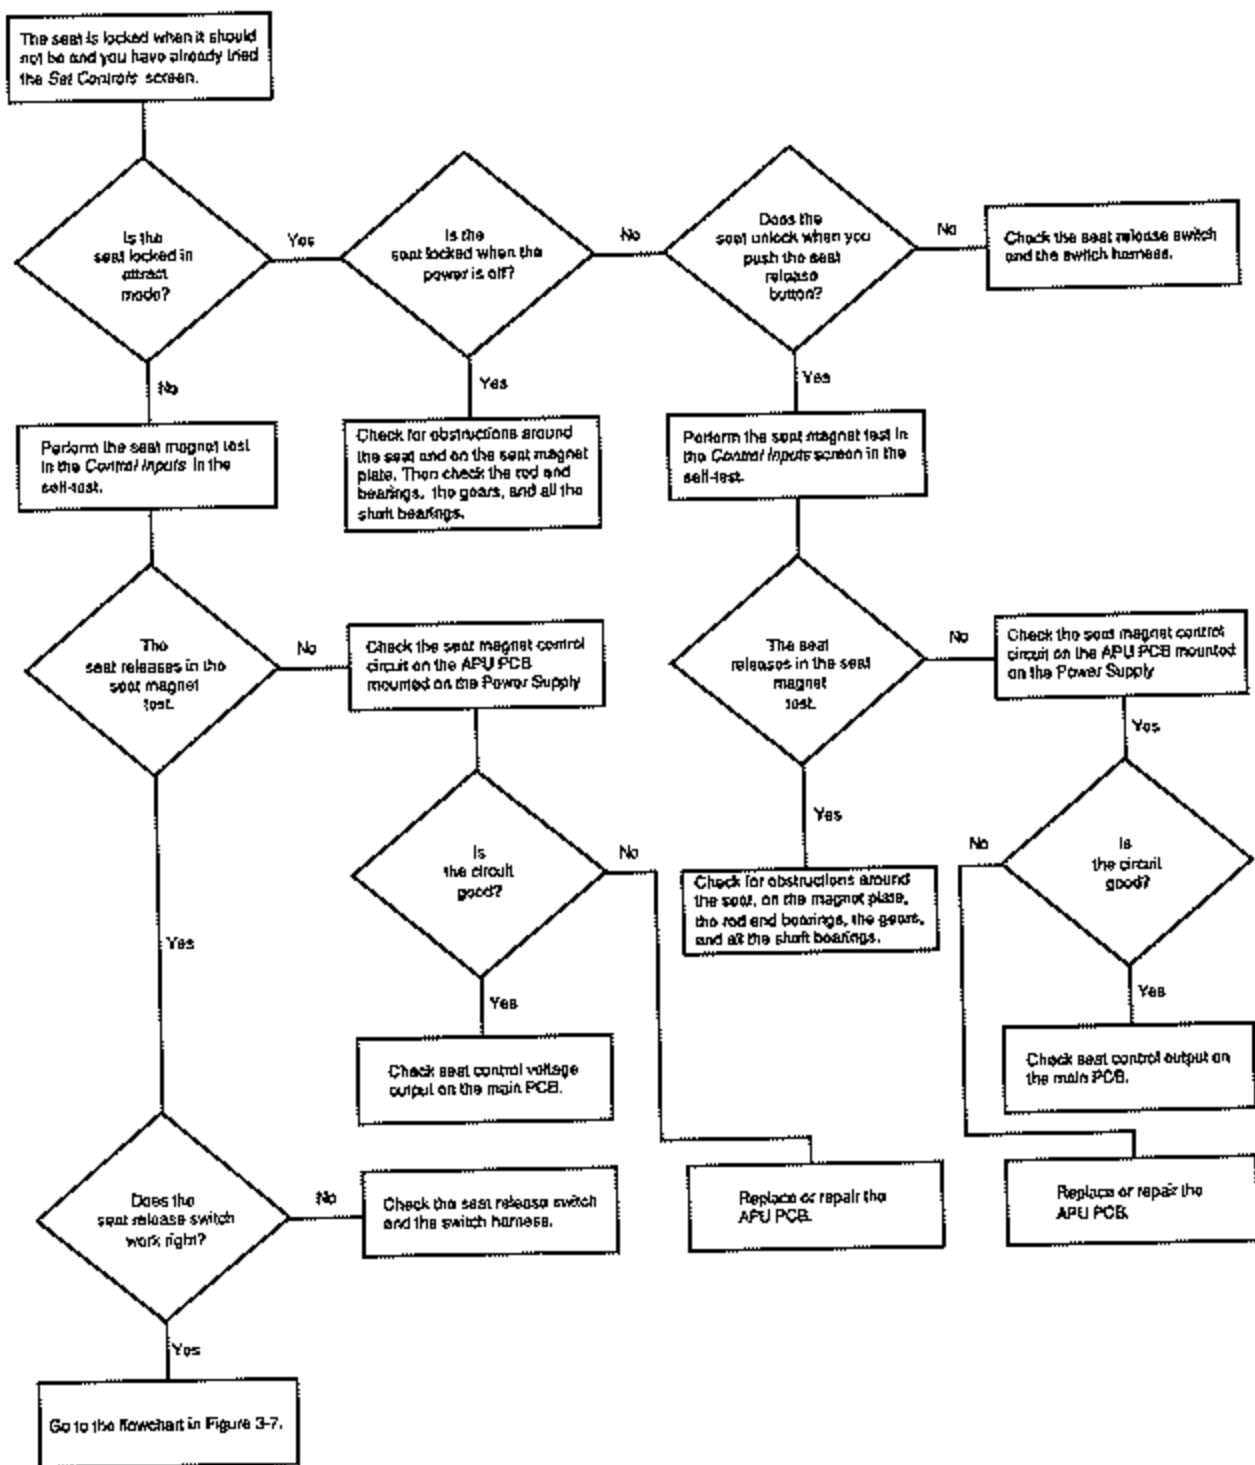 The seat is locked when it should
not be and you have already tried
the Set Controls screen.
Is the
seat locked in
attract
mode?
Yes
Is the
seat locked when the
power is off?
No
Does the
seat unlock when you
push the seat
release
button?
No
Check the seat release switch
and the switch harness.
No
Yes
Yes
Perform the seat magnet test
in the Control Inputs in the
self-test.
Check for obstructions around
the seat and on the seat magnet
plate. Then check the rod end
bearings, the gears, and all the
shaft bearings.
Perform the seat magnet test in
the Control Inputs screen in the
self-test.
The
seat releases in the
seat magnet
test.
No
Check the seat magnet control
circuit on the APU PCB
mounted on the Power Supply
The seat
releases in the seat
magnet
test.
No
Check the seat magnet control
circuit on the APU PCB mounted
on the Power Supply
Yes
Yes
Is
the circuit
good?
No
Yes
Check for obstructions around
the seat, on the magnet plate,
the rod end bearings, the gears,
and all the shaft bearings.
No
Is
the circuit
good?
Yes
Yes
Check seat control voltage
output on the main PCB.
Check seat control output on
the main PCB.
Does the
seat release switch
work right?
No
Check the seat release switch
and the switch harness.
Replace or repair the
APU PCB.
Replace or repair the
APU PCB.
Yes
Go to the flowchart in Figure 3-7.